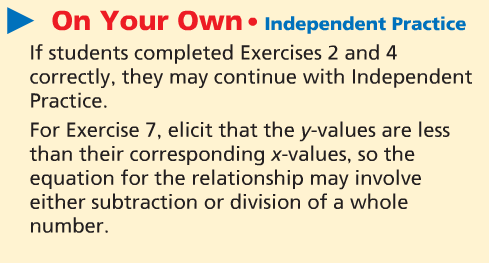 On Your Own • Independent Practice
If students completed Exercises 2 and 4
correctly, they may continue with Independent
Practice.
For Exercise 7, elicit that the y-values are less
than their corresponding x-values, so the
equation for the relationship may involve
either subtraction or division of a whole
number.